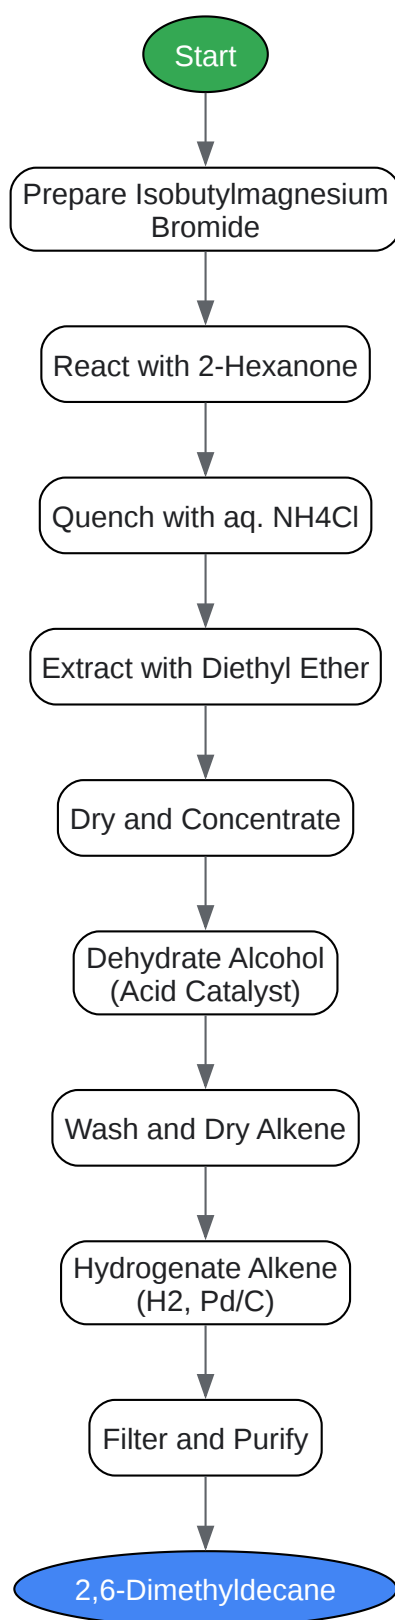 Start
Prepare Isobutylmagnesium
Bromide
React with 2-Hexanone
Quench with aq. NH4Cl
Extract with Diethyl Ether
Dry and Concentrate
Dehydrate Alcohol
(Acid Catalyst)
Wash and Dry Alkene
Hydrogenate Alkene
(H2, Pd/C)
Filter and Purify
2,6-Dimethyldecane